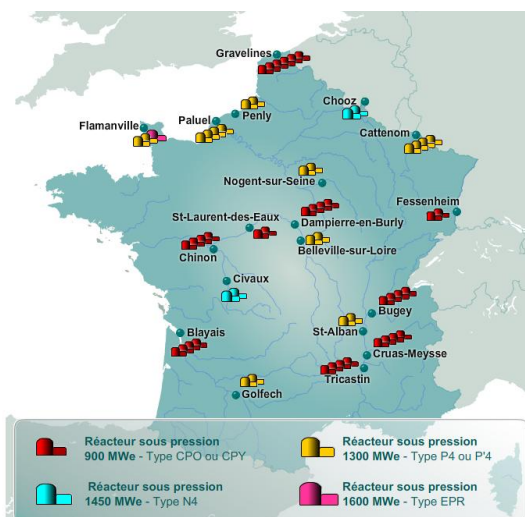 Gravelines
Chooz
Penly
Paluel
Flamanville
Cattenom
Nogent-sur-Seine
Fessenheim
St-Laurent-des-Eaux
Dampierre-en-Burly
Belleville-sur-Loire
Chinon
Civaux
Bugey
Blayais
St-Alban
Cruas-Meysse
Tricastin
Golfech
Réacteur sous pression
900 MWe - Type CPO ou CPY
Réacteur sous pression
1300 MWe - Type P4 ou P'4
Réacteur sous pression
1450 MWe - Type N4
Réacteur sous pression
1600 MWe - Type EPR